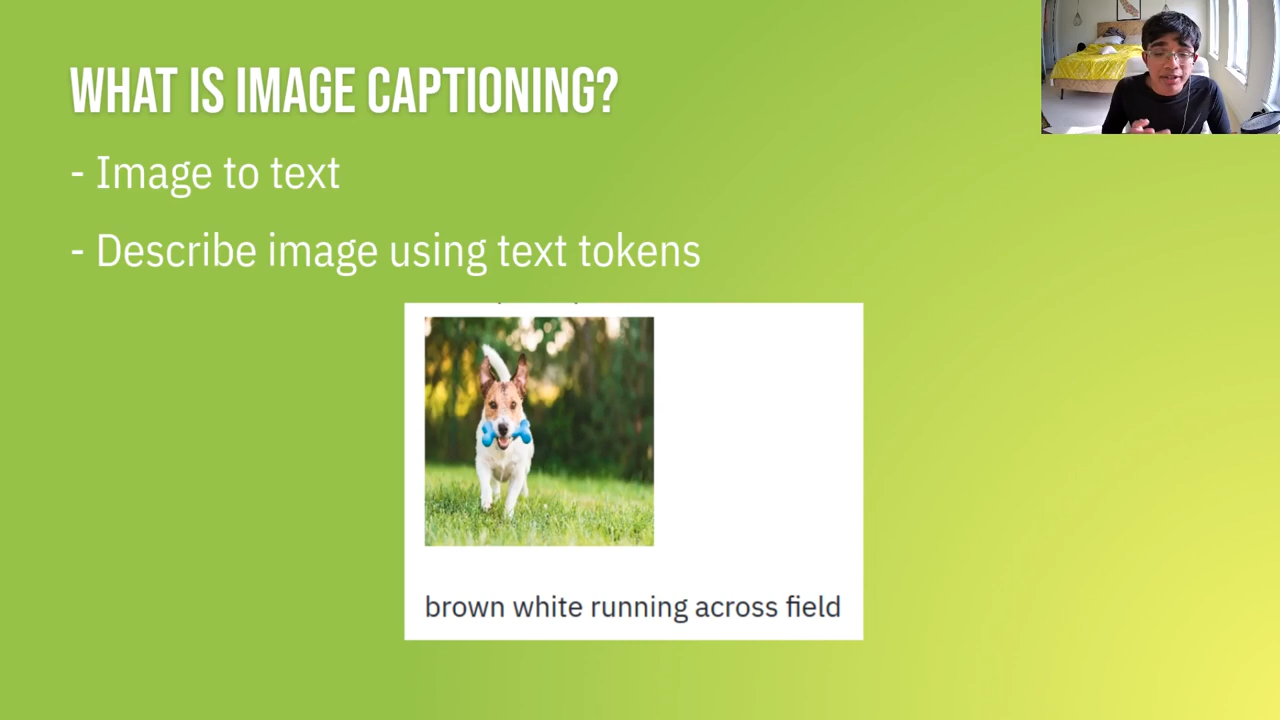 WHAT IS IMAGE CAPTIONING?
- Image to text
- Describe image using text tokens
brown white running across field